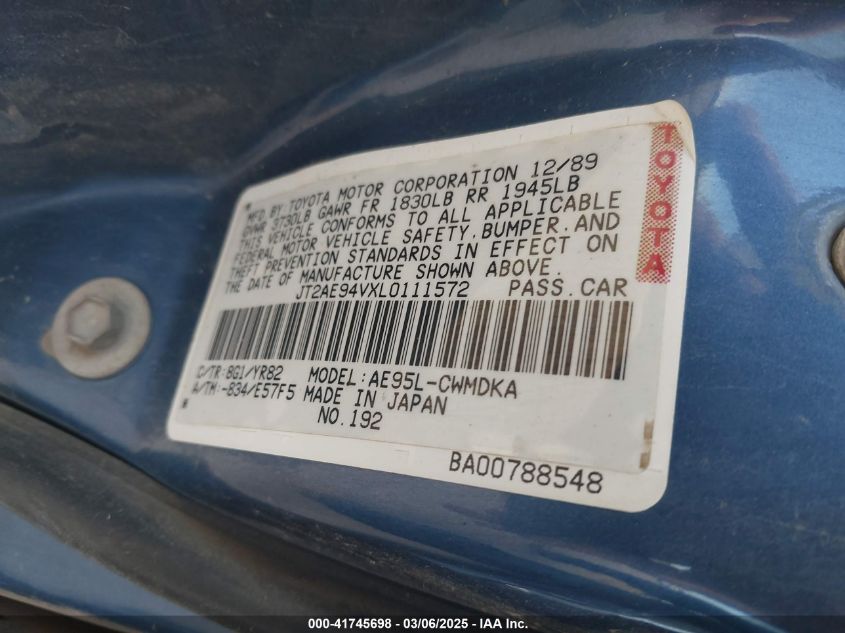 MFD.BY:TOYOTA MOTOR CORPORATION 12/89
GVWR 3730LB GAWR FR 1830LB RR 1945LB
THIS VEHICLE CONFORMS TO ALL APPLICABLE
FEDERAL MOTOR VEHICLE SAFETY,BUMPER,AND
THEFT PREVENTION STANDARDS IN EFFECT ON
THE DATE OF MANUFACTURE SHOWN ABOVE.
JT2AE94VXL0111572 PASS.CAR
C/TR:8G1/YR82 MODEL:AE95L-CWMDKA
A/TM:-834/E57F5 MADE IN JAPAN
NO.192
BA00788548
TOYOTA
000-41745698 - 03/06/2025 - IAA Inc.